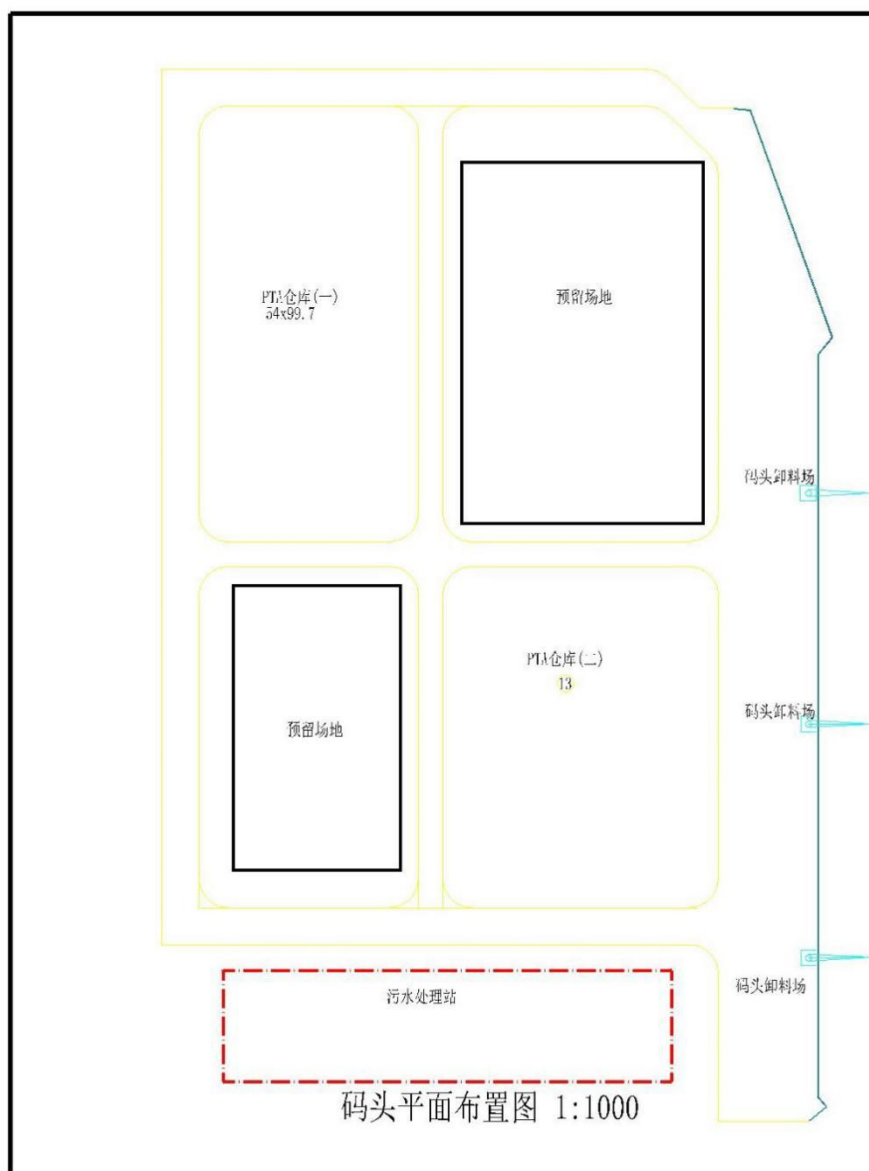 PTA仓库(一)
54x99.7
预留场地
码头卸料场
PTA仓库(二)
13
码头卸料场
预留场地
码头卸料场
污水处理站
码头平面布置图 1:1000